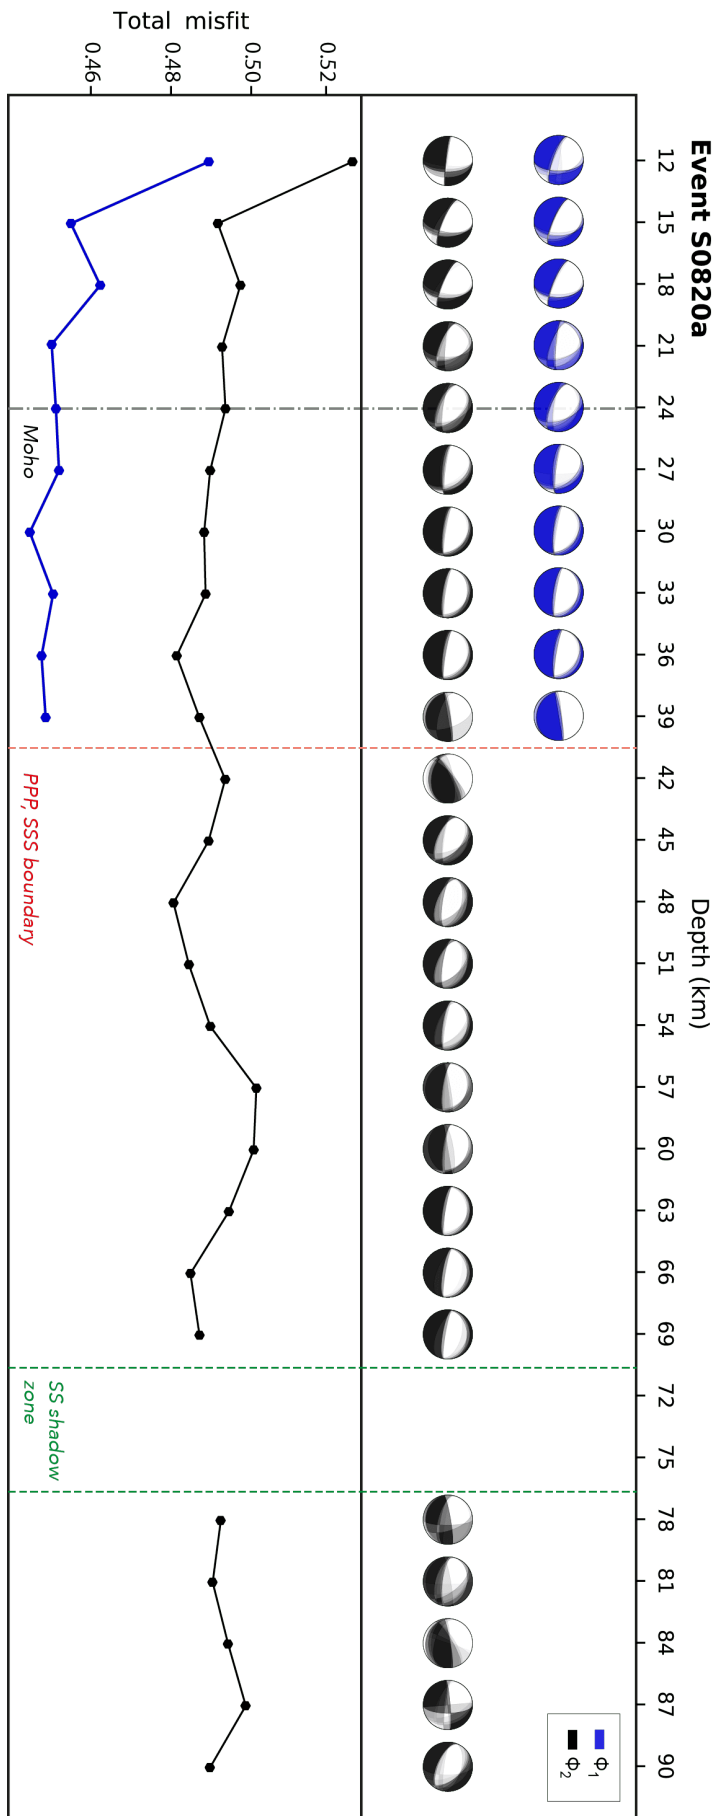 Event S0820a
Depth (km)
12 15 18 21 24 27 30 33 36 39 42 45 48 51 54 57 60 63 66 69 72 75 78 81 84 87 90
Φ1
Φ2
Total misfit
0.52
0.50
0.48
0.46
Moho
PPP, SSS boundary
SS shadow
zone